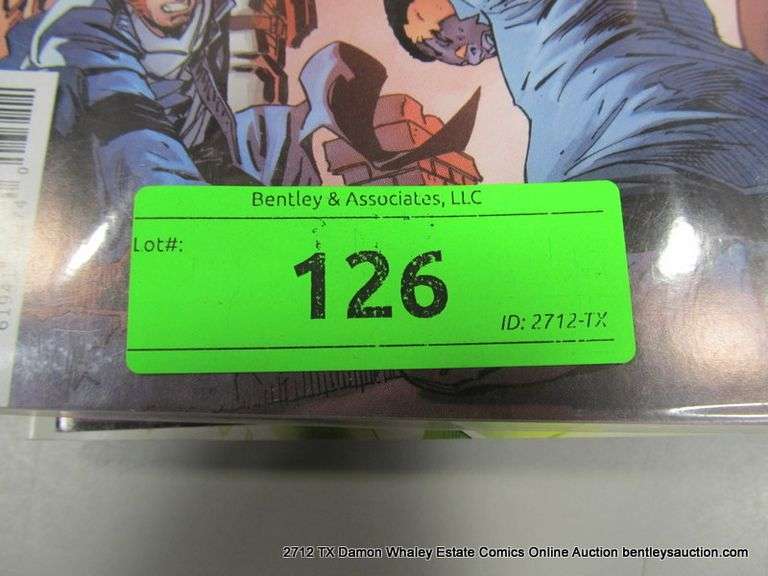 Bentley & Associates, LLC
Lot#:
126
ID: 2712-TX
2712 TX Damon Whaley Estate Comics Online Auction bentleysauction.com